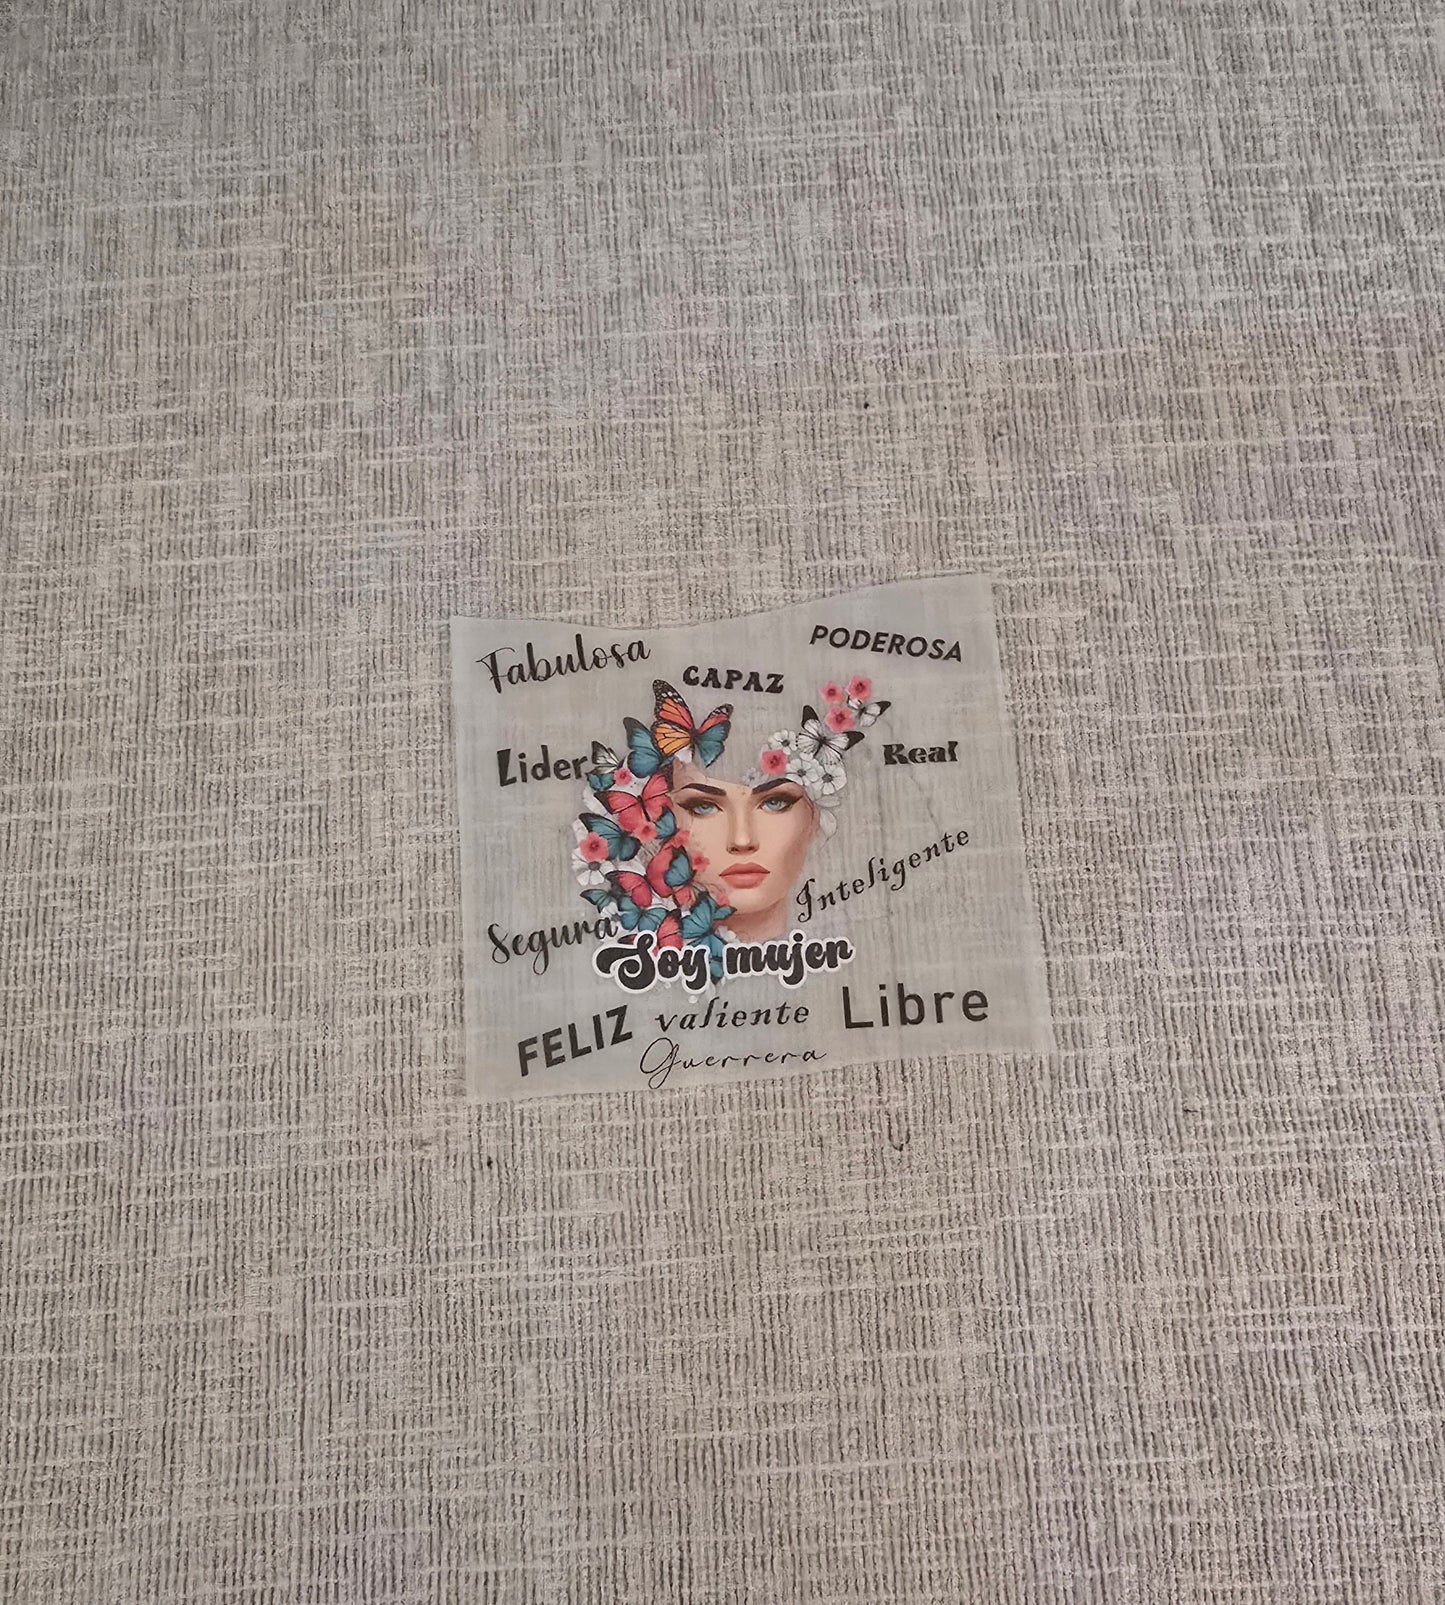 Fabulosa
PODEROSA
CAPAZ
Lider
Real
Inteligente
Segura
Soy mujer
FELIZ valiente Libre
Guerrera